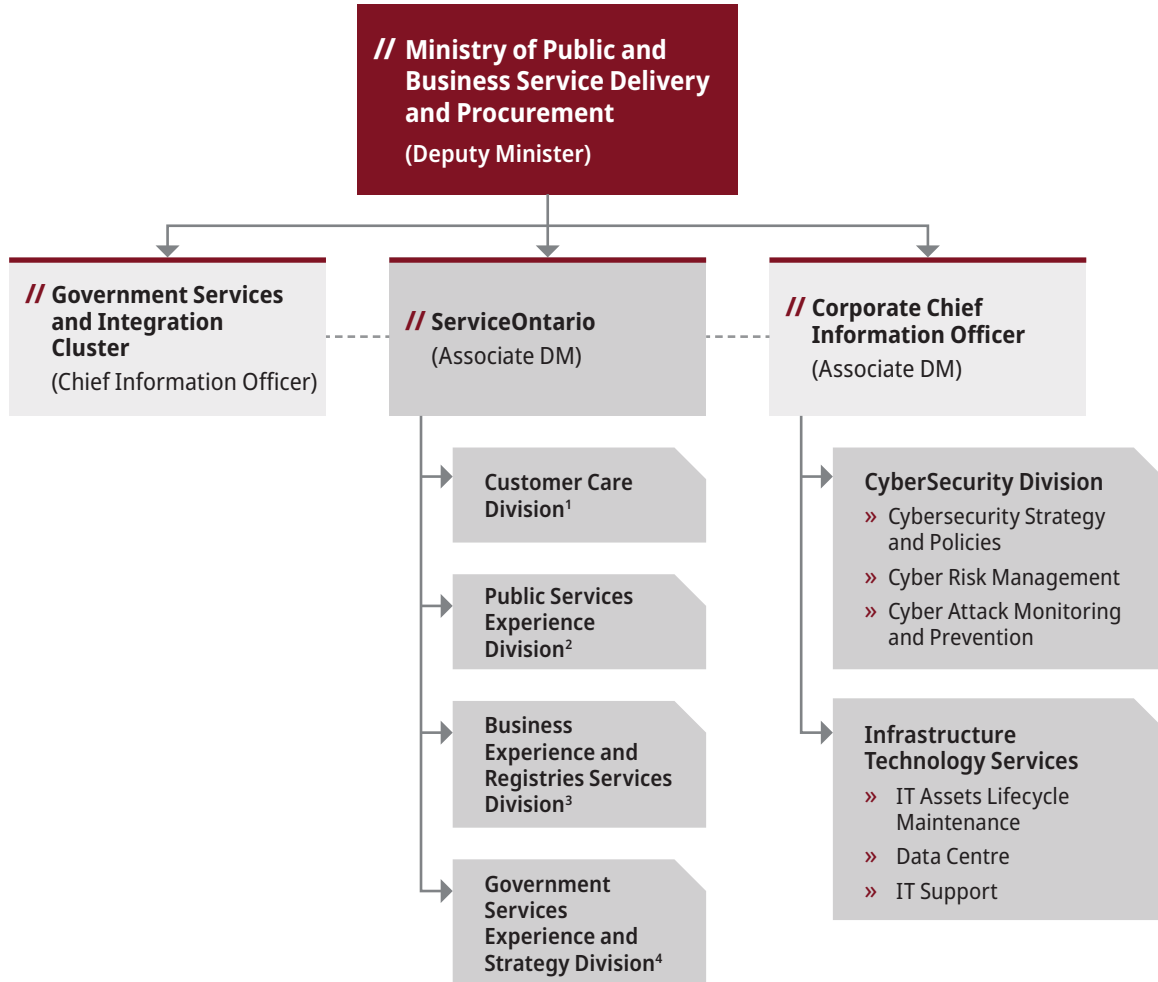 // Ministry of Public and
Business Service Delivery
and Procurement
(Deputy Minister)
// Government Services
and Integration
Cluster
(Chief Information Officer)
// ServiceOntario
(Associate DM)
// Corporate Chief
Information Officer
(Associate DM)
Customer Care
Division¹
Public Services
Experience
Division²
Business
Experience and
Registries Services
Division³
Government
Services
Experience and
Strategy Division⁴
CyberSecurity Division
» Cybersecurity Strategy
and Policies
» Cyber Risk Management
» Cyber Attack Monitoring
and Prevention
Infrastructure
Technology Services
» IT Assets Lifecycle
Maintenance
» Data Centre
» IT Support